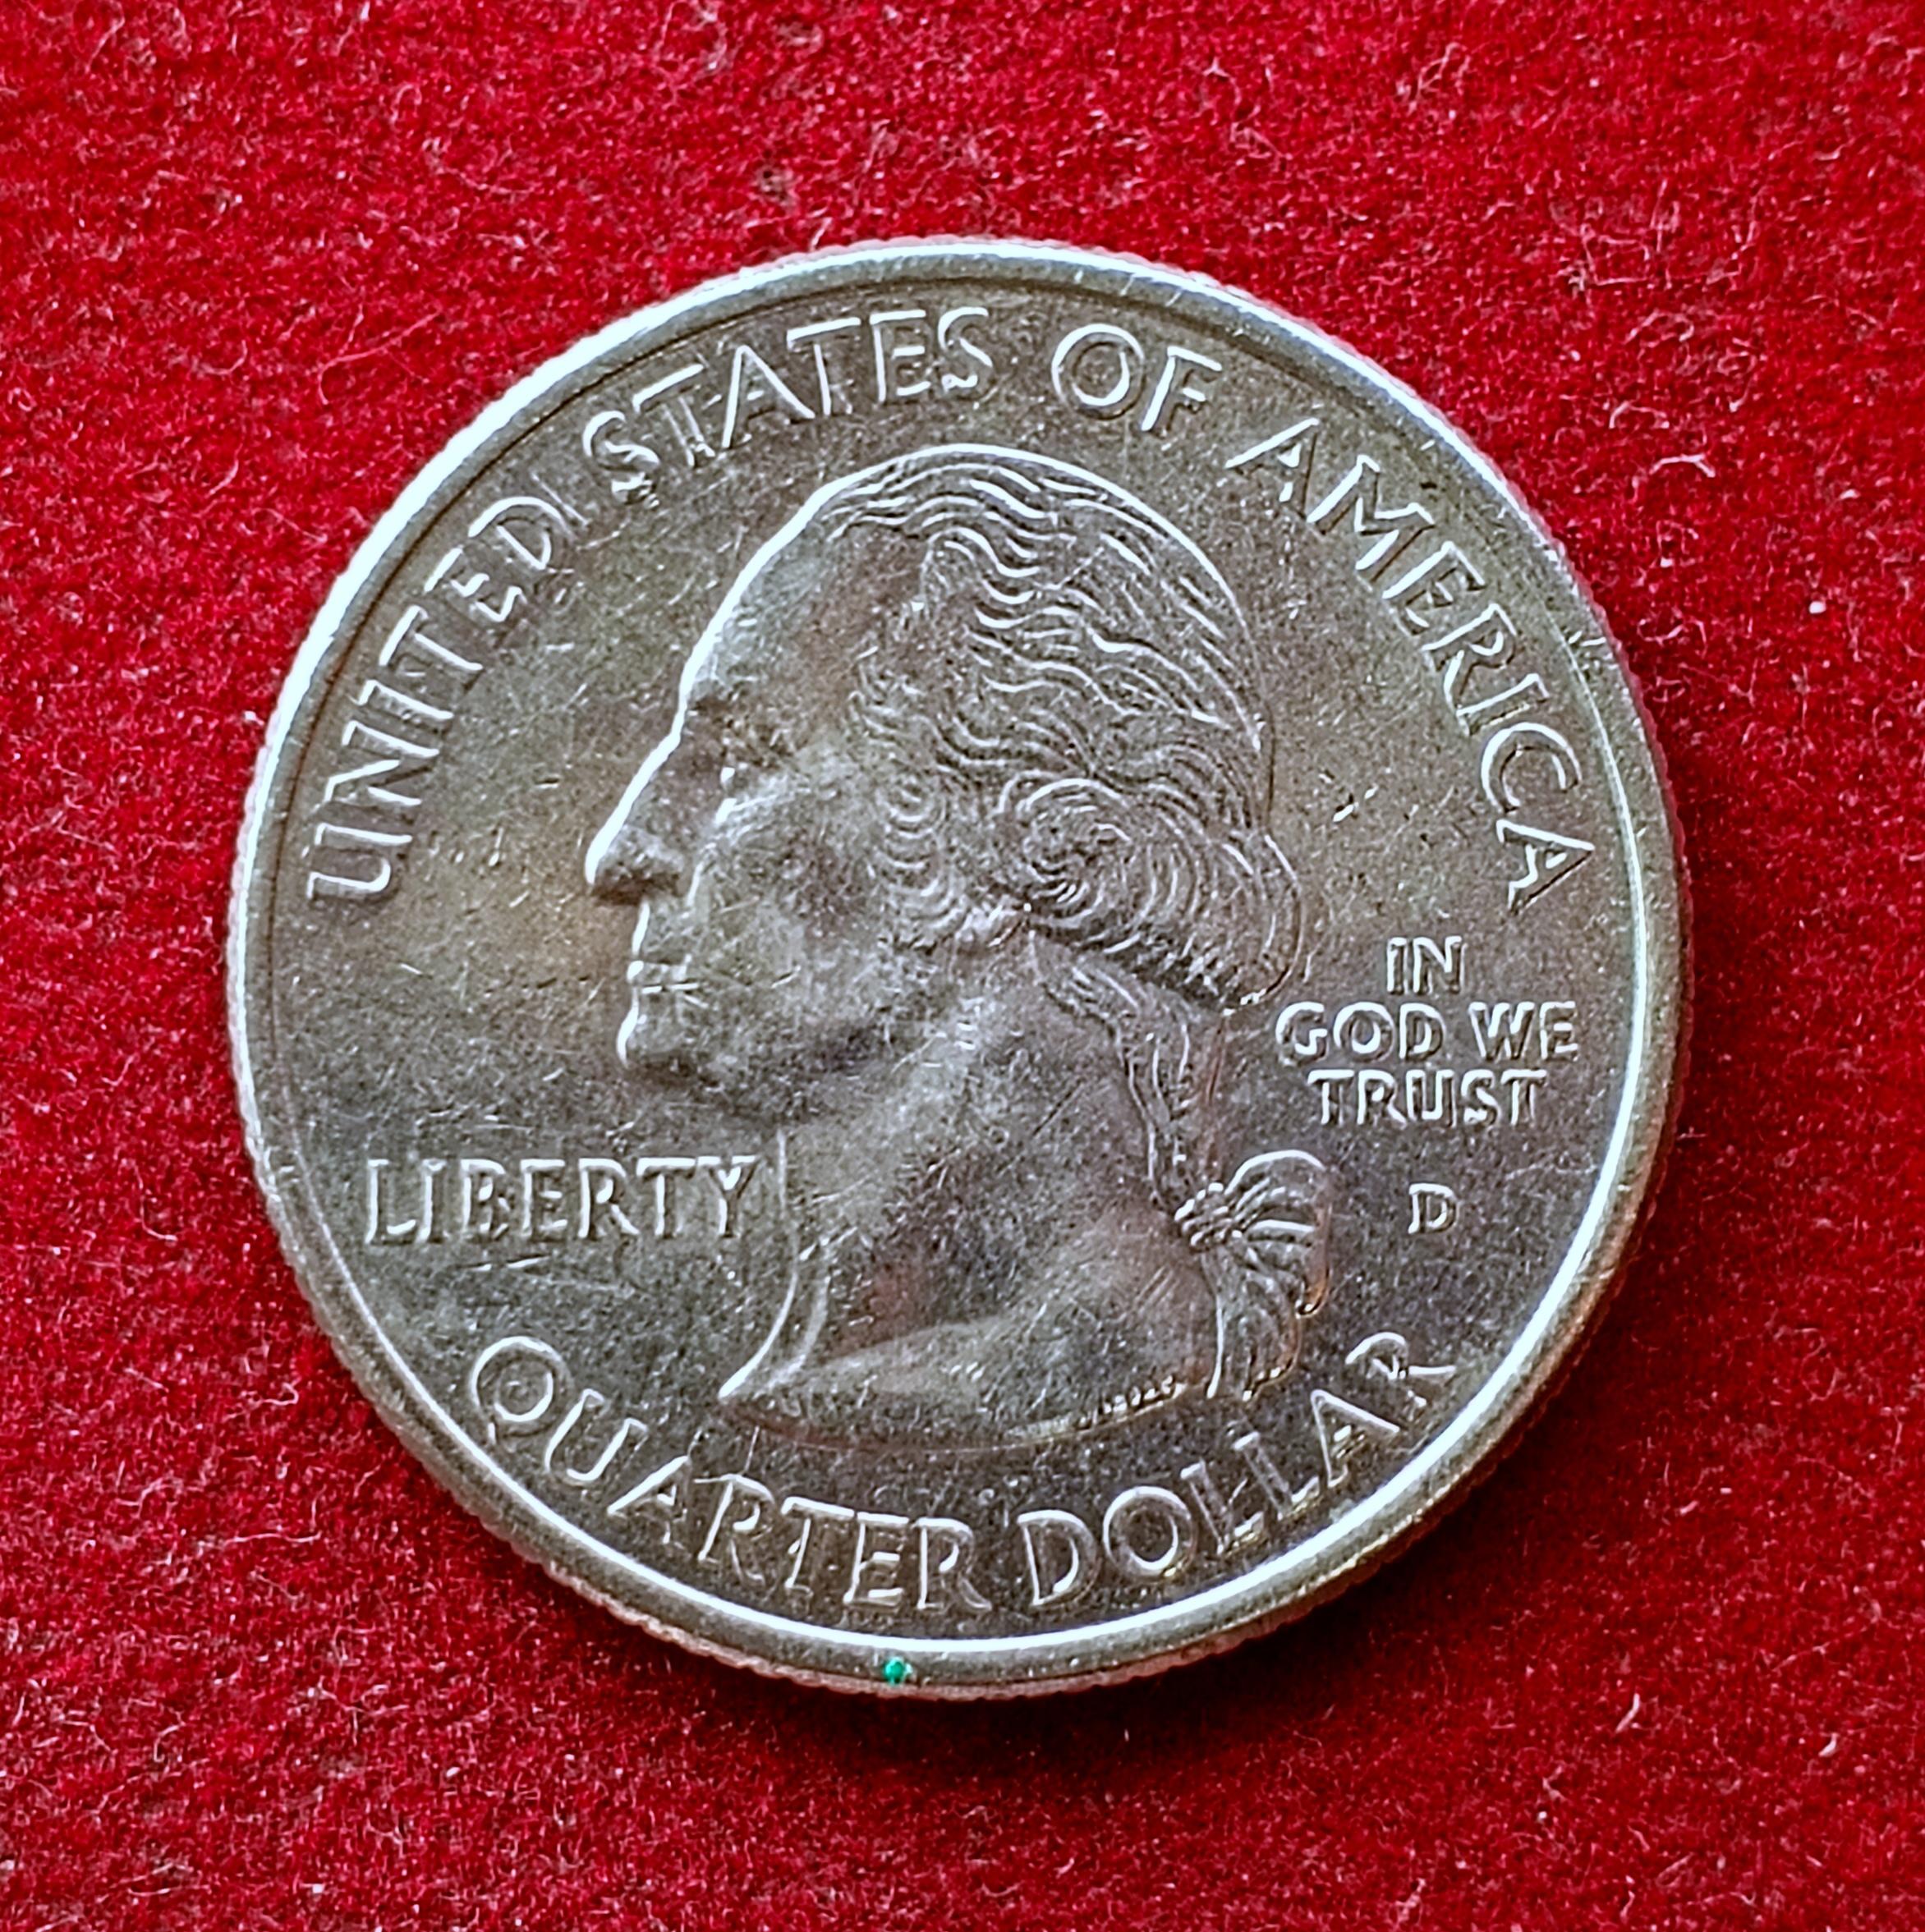 UNITED STATES OF AMERICA
IN
GOD WE
TRUST
LIBERTY
D
QUARTER DOLLAR